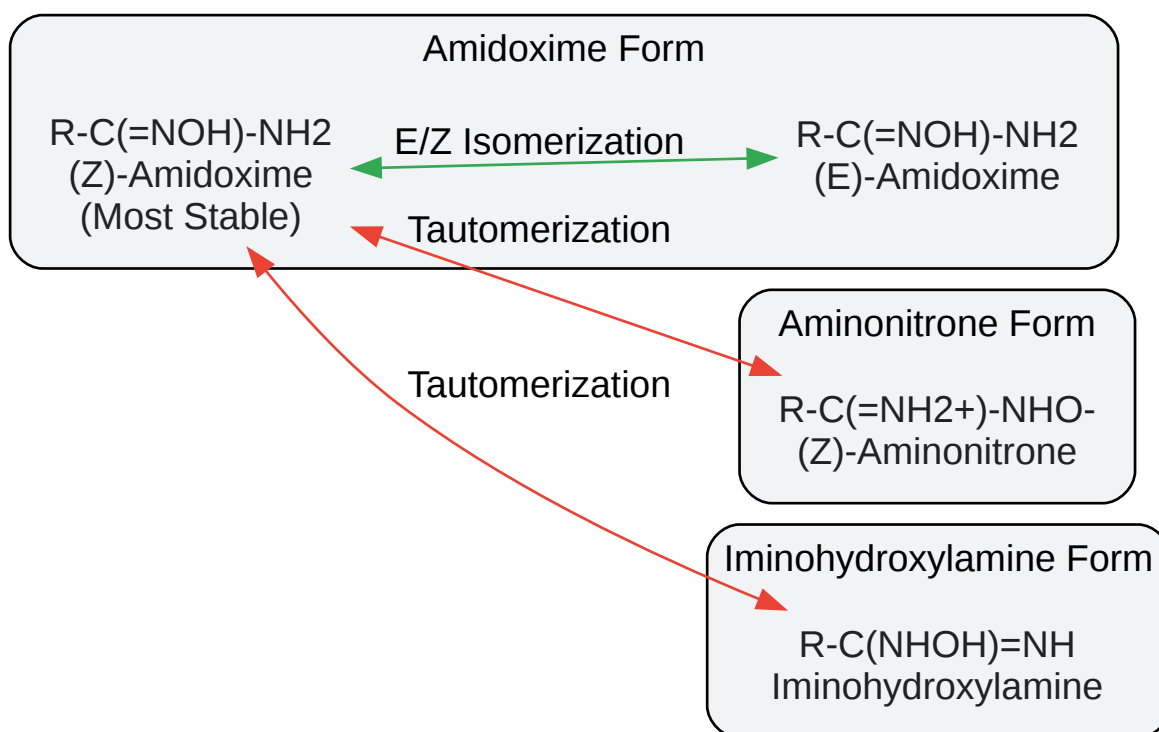 Amidoxime Form
R-C(=NOH)-NH2
(Z)-Amidoxime
(Most Stable)
E/Z Isomerization
R-C(=NOH)-NH2
(E)-Amidoxime
Tautomerization
Aminonitrone Form
R-C(=NH2+)-NHO-
(Z)-Aminonitrone
Tautomerization
Iminohydroxylamine Form
R-C(NHOH)=NH
Iminohydroxylamine